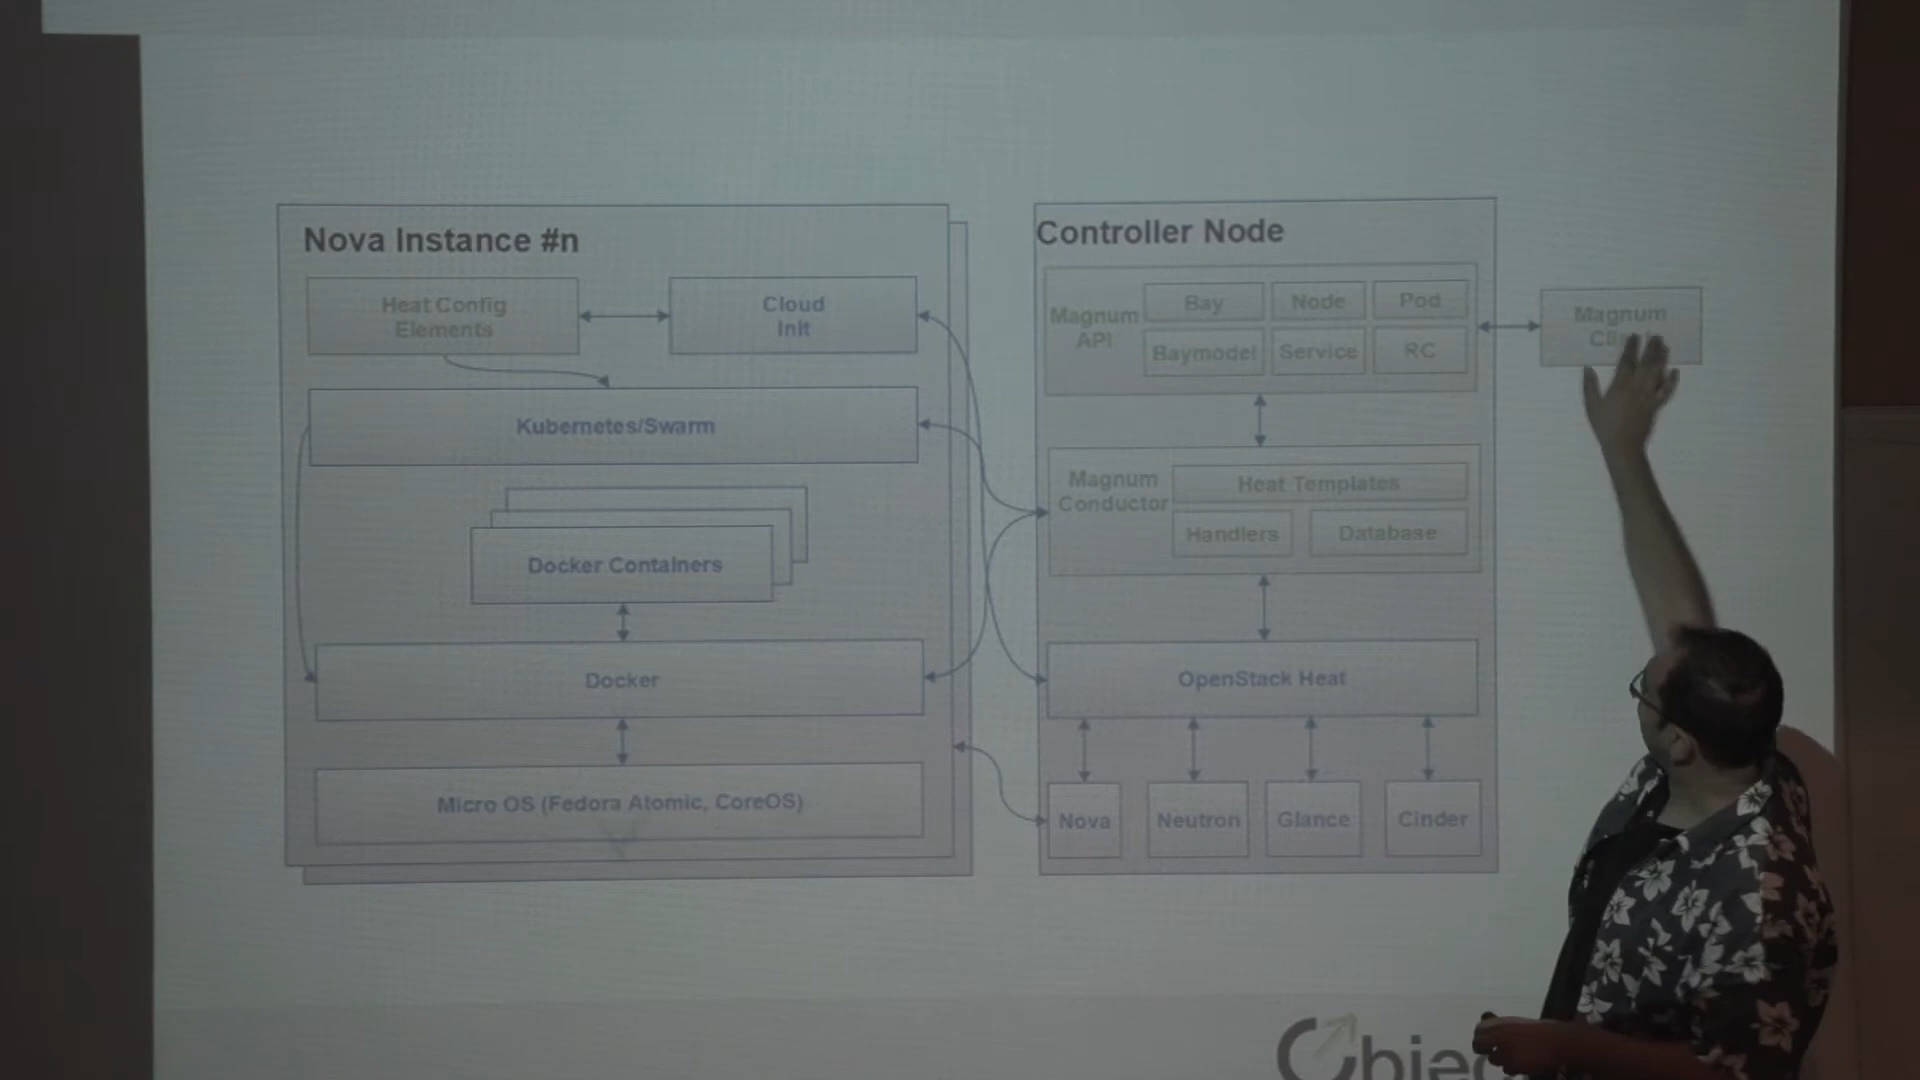 Nova Instance #n
Heat Config
Elements
Cloud
Init
Kubernetes/Swarm
Docker Containers
Docker
Micro OS (Fedora Atomic, CoreOS)
Controller Node
Magnum
API
Bay
Node
Pod
Baymodel
Service
RC
Magnum
Conductor
Heat Templates
Handlers
Database
OpenStack Heat
Nova
Neutron
Glance
Cinder
Magnum